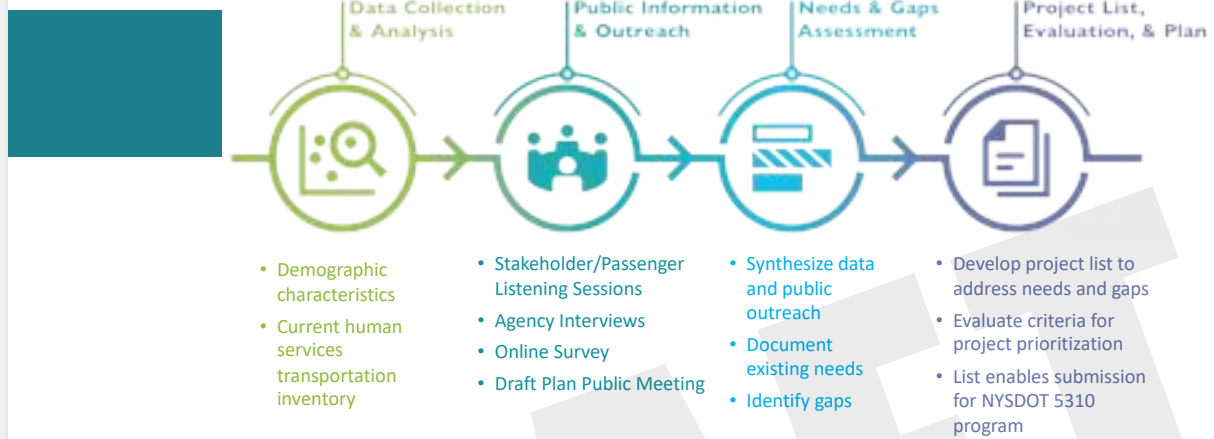 Data Collection
& Analysis
Public Information
& Outreach
Needs & Gaps
Assessment
Project List,
Evaluation, & Plan
• Demographic
characteristics
• Current human
services
transportation
inventory
• Stakeholder/Passenger
Listening Sessions
• Agency Interviews
• Online Survey
• Draft Plan Public Meeting
• Synthesize data
and public
outreach
• Document
existing needs
• Identify gaps
• Develop project list to
address needs and gaps
• Evaluate criteria for
project prioritization
• List enables submission
for NYSDOT 5310
program